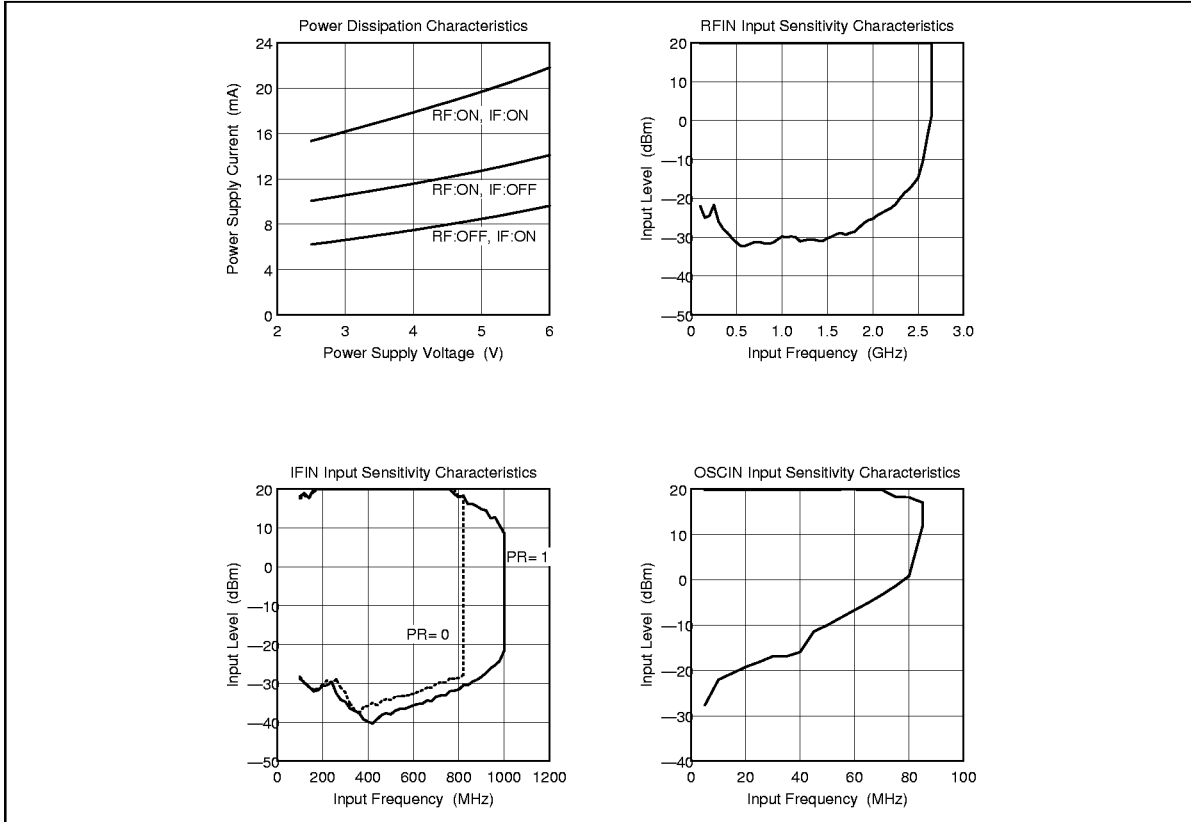 Power Dissipation Characteristics
24
20
16
12
8
4
0
Power Supply Current (mA)
RF:ON, IF:ON
RF:ON, IF:OFF
RF:OFF, IF:ON
2 3 4 5 6
Power Supply Voltage (V)
RFIN Input Sensitivity Characteristics
20
10
0
—10
—20
—30
—40
—50
Input Level (dBm)
0 0.5 1.0 1.5 2.0 2.5 3.0
Input Frequency (GHz)
IFIN Input Sensitivity Characteristics
20
10
0
—10
—20
—30
—40
—50
Input Level (dBm)
PR= 1
PR= 0
0 200 400 600 800 1000 1200
Input Frequency (MHz)
OSCIN Input Sensitivity Characteristics
20
10
0
—10
—20
—30
—40
Input Level (dBm)
0 20 40 60 80 100
Input Frequency (MHz)